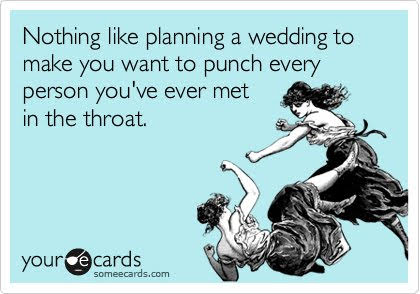 Nothing like planning a wedding to
make you want to punch every
person you've ever met
in the throat.
your e cards
someecards.com